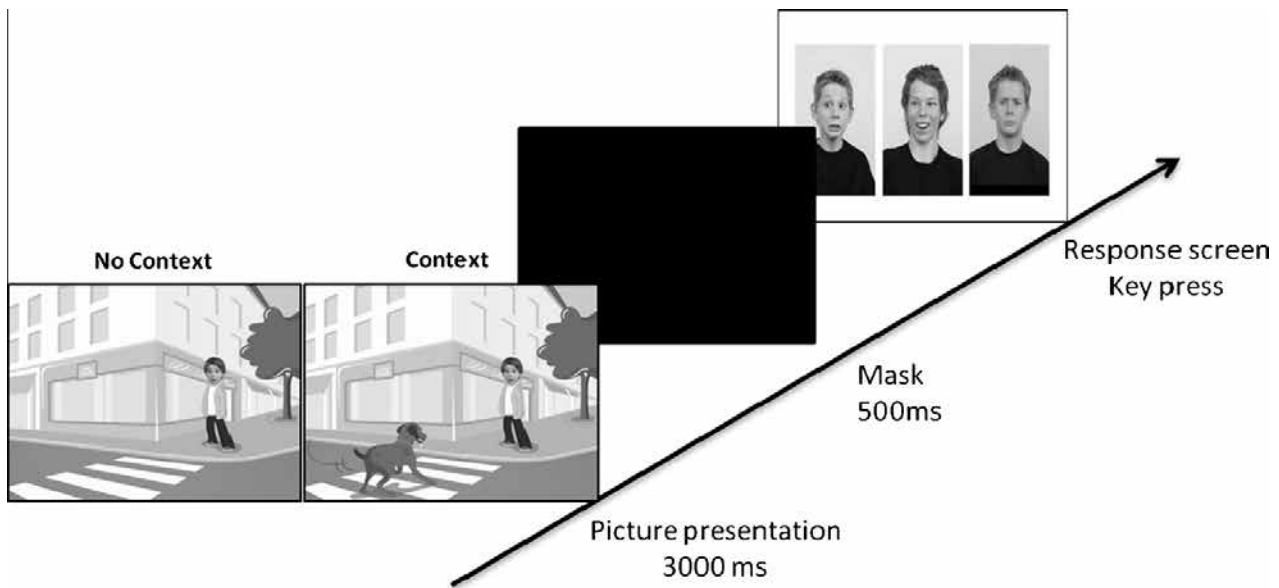 No Context
Context
Response screen
Key press
Mask
500ms
Picture presentation
3000 ms